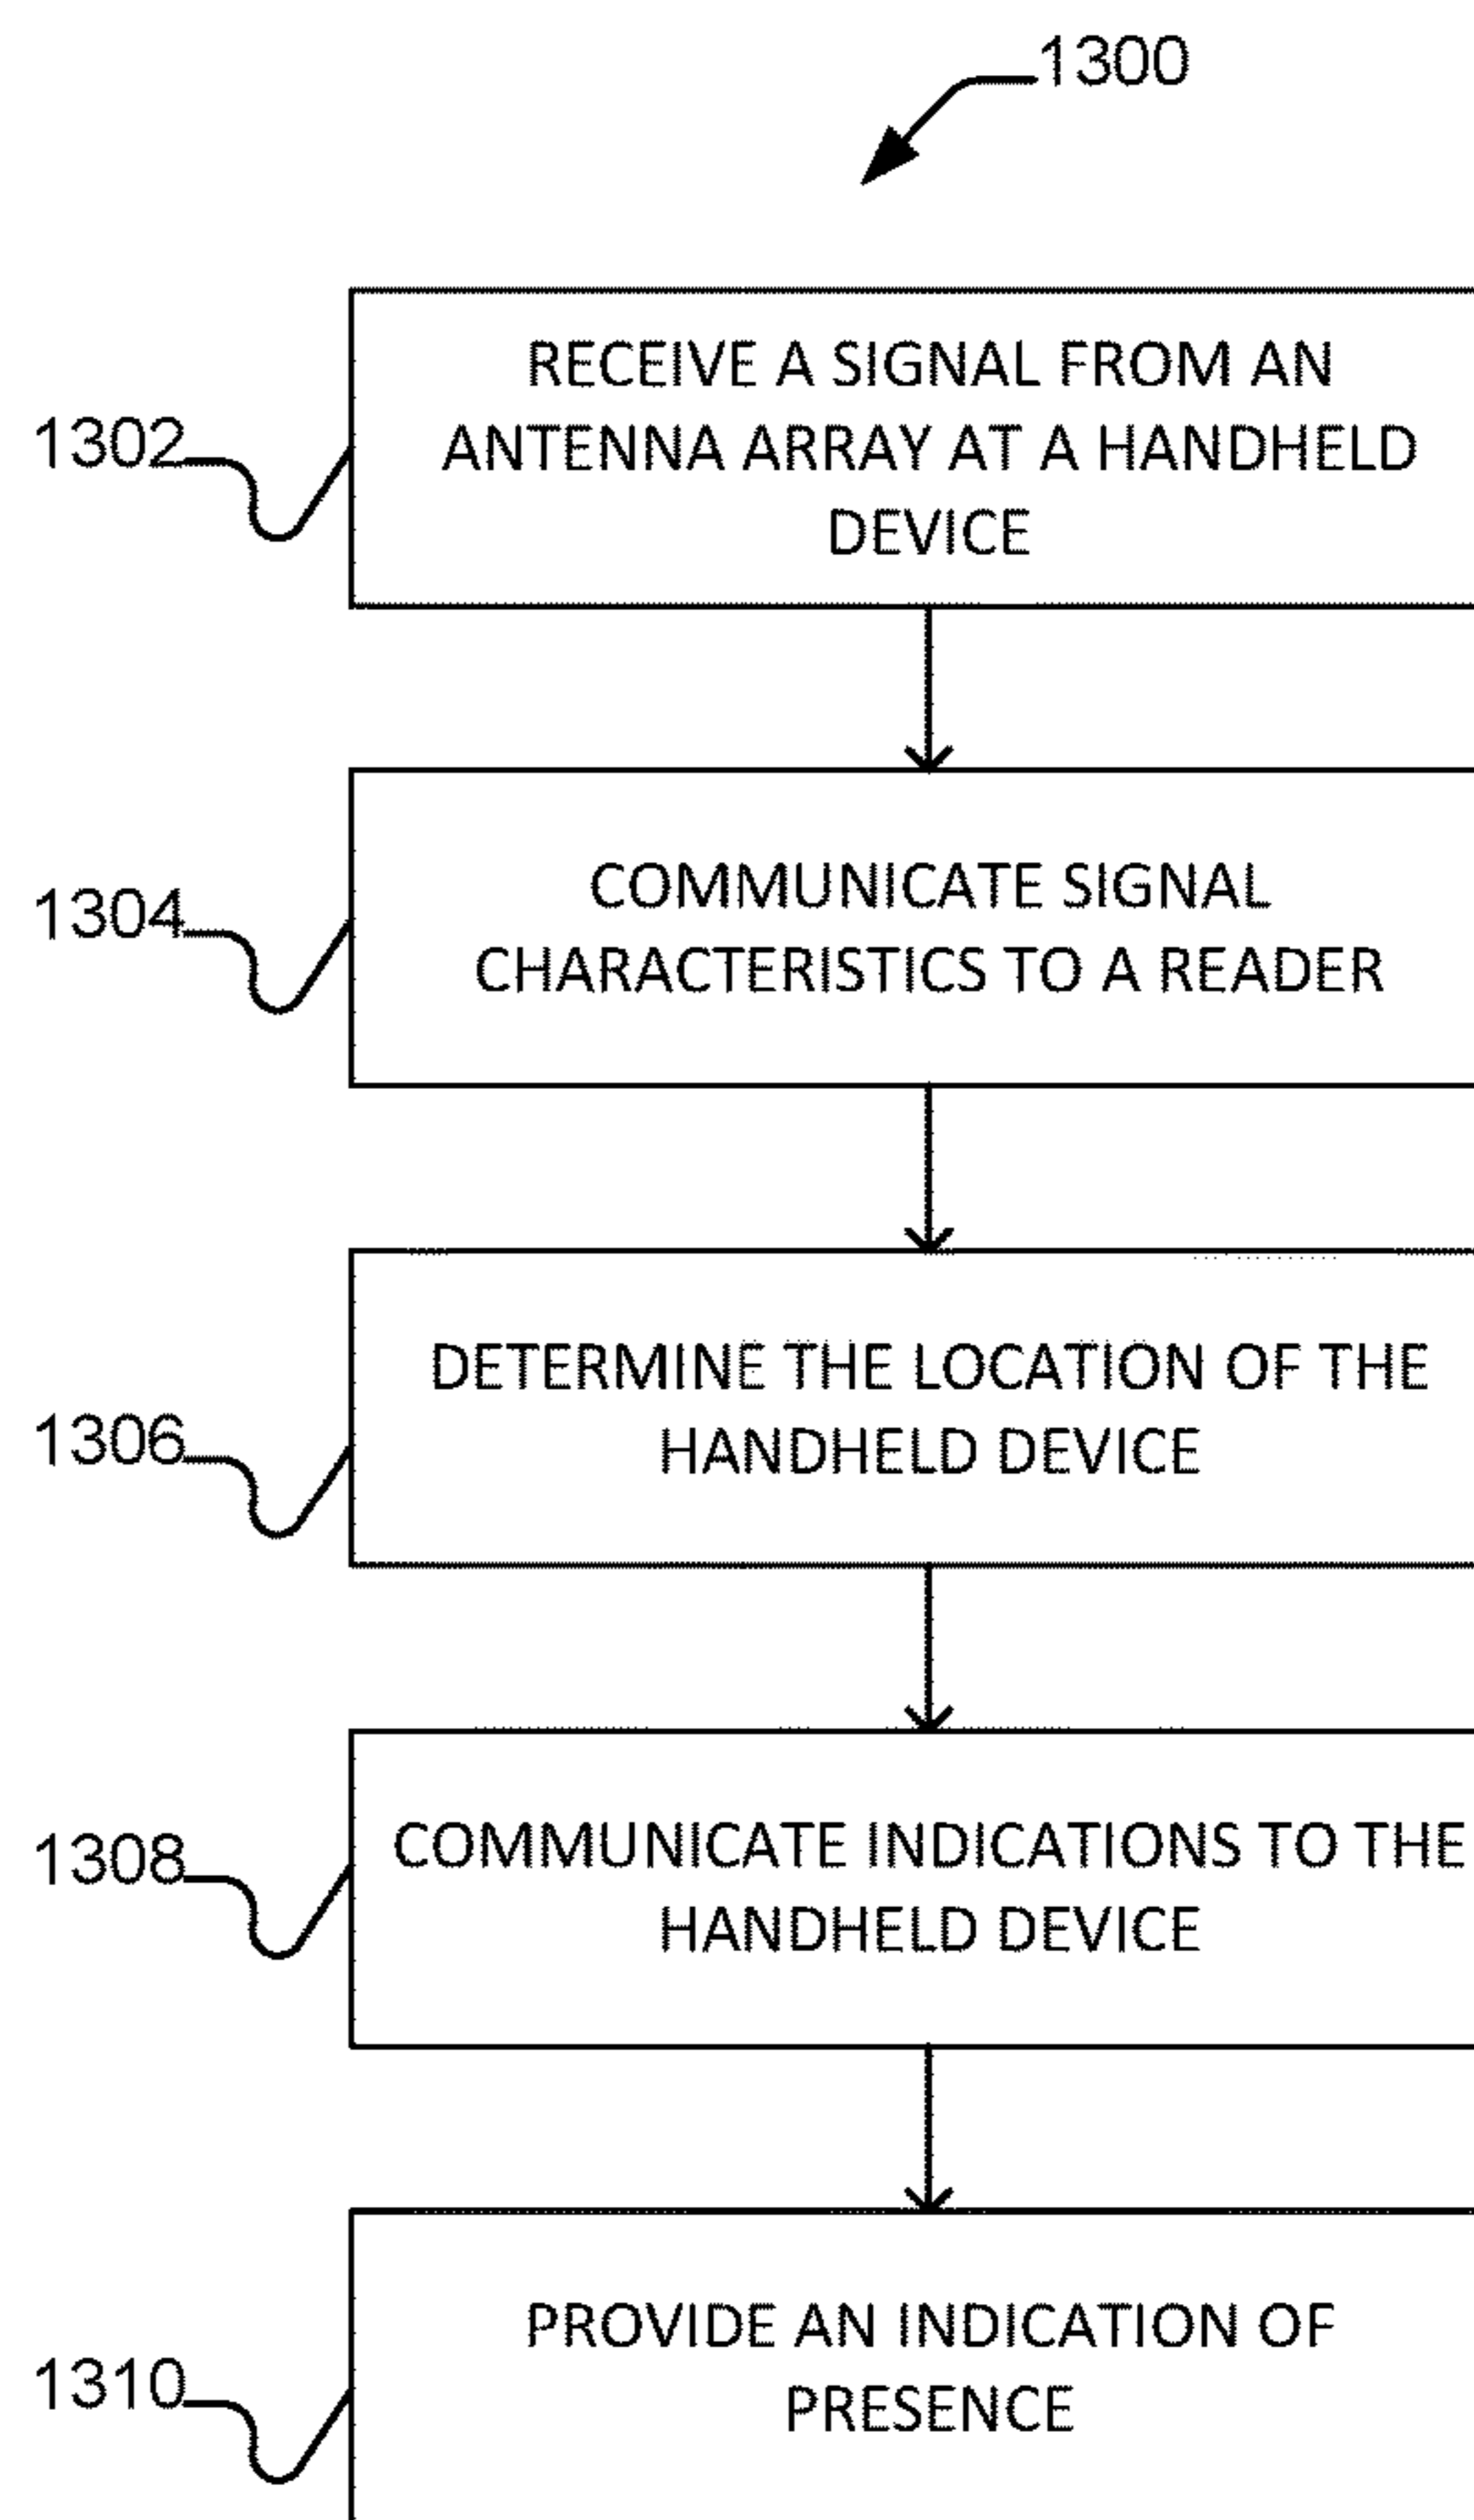 1300
1302
RECEIVE A SIGNAL FROM AN
ANTENNA ARRAY AT A HANDHELD
DEVICE
1304
COMMUNICATE SIGNAL
CHARACTERISTICS TO A READER
1306
DETERMINE THE LOCATION OF THE
HANDHELD DEVICE
1308
COMMUNICATE INDICATIONS TO THE
HANDHELD DEVICE
1310
PROVIDE AN INDICATION OF
PRESENCE